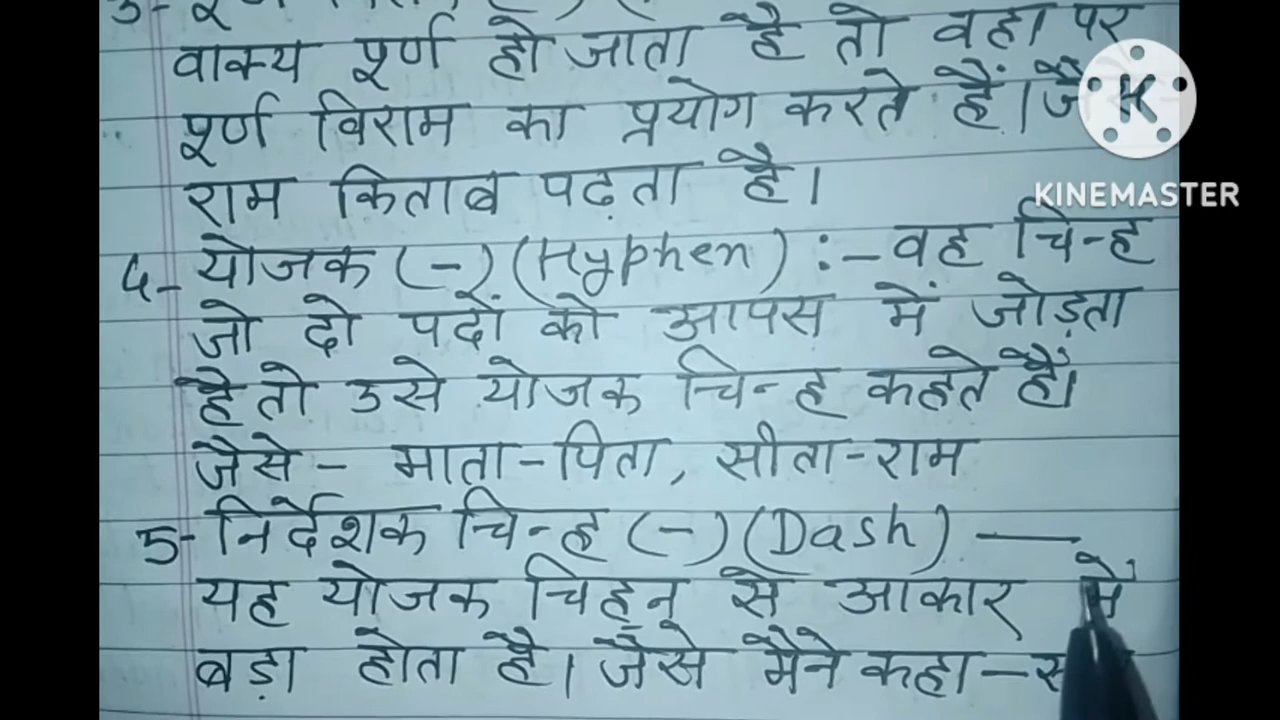 वाक्य पूर्ण हो जाता है तो वहा पर
पूर्ण विराम का प्रयोग करते हैं। 
राम किताब पढ़ता है।
KINEMASTER
4- योजक (-) (Hyphen) :- वह चिन्ह
जो दो पदों को आपस में जोड़ता
है तो उसे योजक चिन्ह कहते हैं।
जैसे - माता-पिता, सीता-राम
5- निर्देशक चिन्ह (-) (Dash) —
यह योजक चिह्न से आकार में
बड़ा होता है। जैसे मैने कहा -